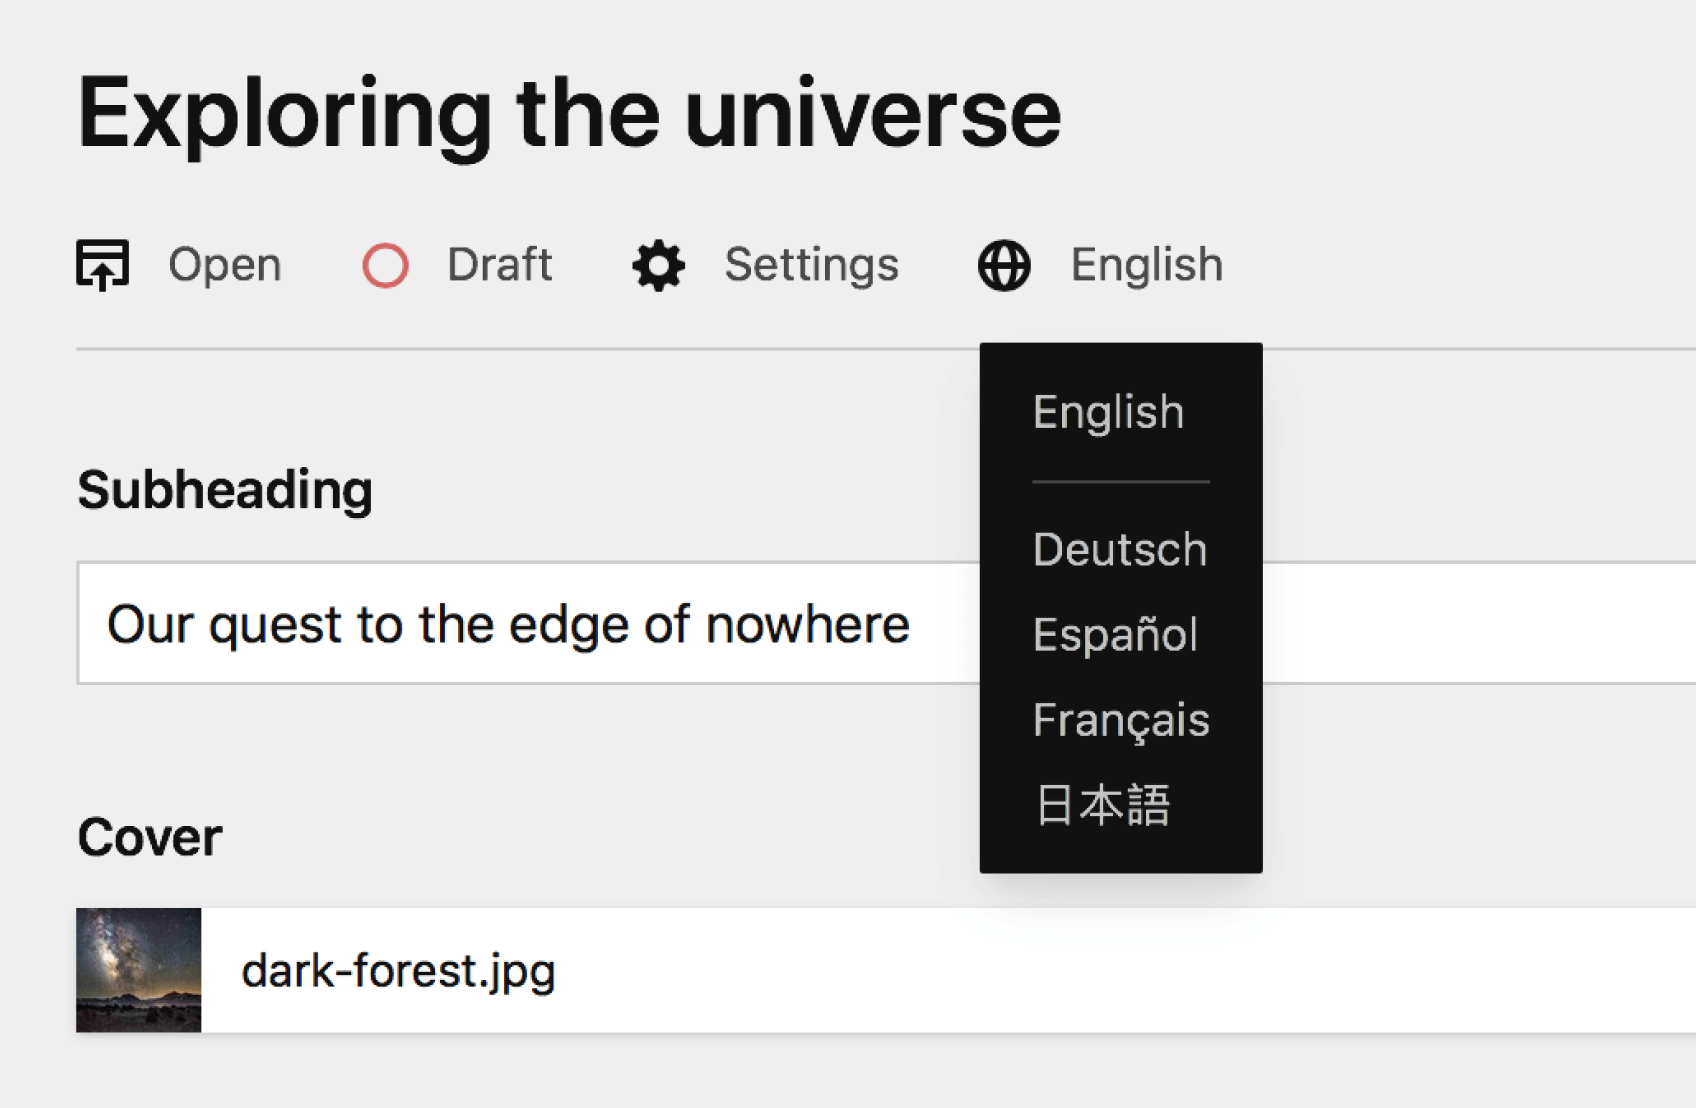 Exploring the universe
Open Draft Settings English
English
Deutsch
Español
Français
日本語
Subheading
Our quest to the edge of nowhere
Cover
dark-forest.jpg